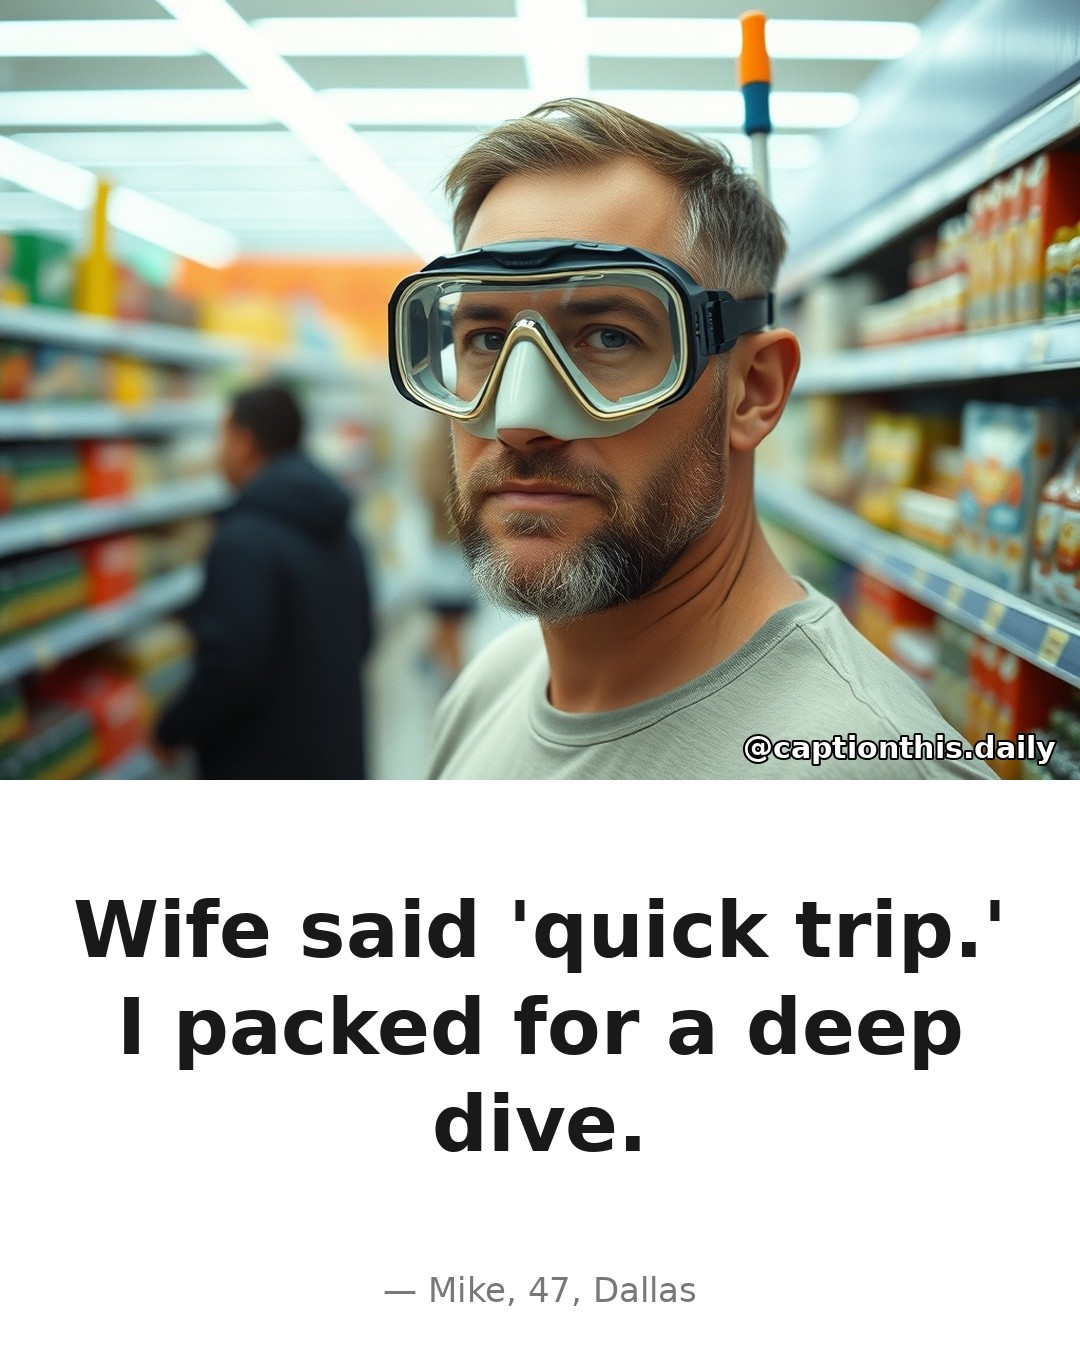 @captionthis.daily
Wife said 'quick trip.'
I packed for a deep
dive.
— Mike, 47, Dallas